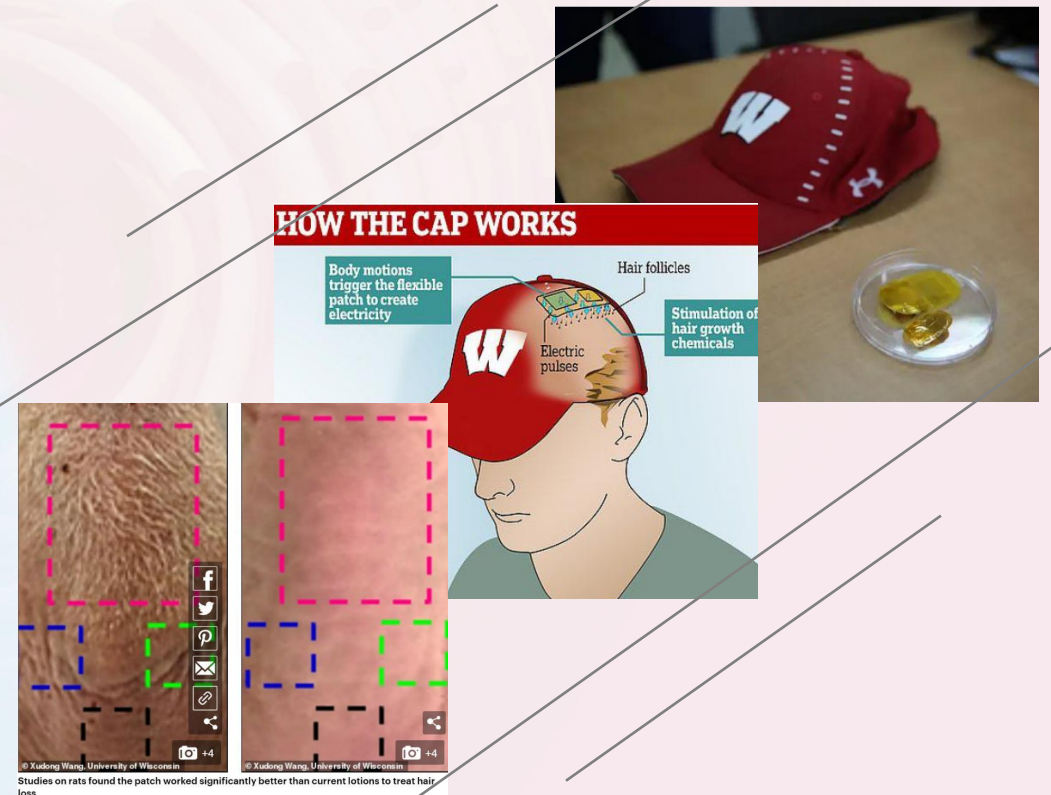 HOW THE CAP WORKS
Body motions
trigger the flexible
patch to create
electricity
Hair follicles
Stimulation of
hair growth
chemicals
Electric
pulses
W
W
+4
+4
© Xudong Wang, University of Wisconsin
© Xudong Wang, University of Wisconsin
Studies on rats found the patch worked significantly better than current lotions to treat hair
loss